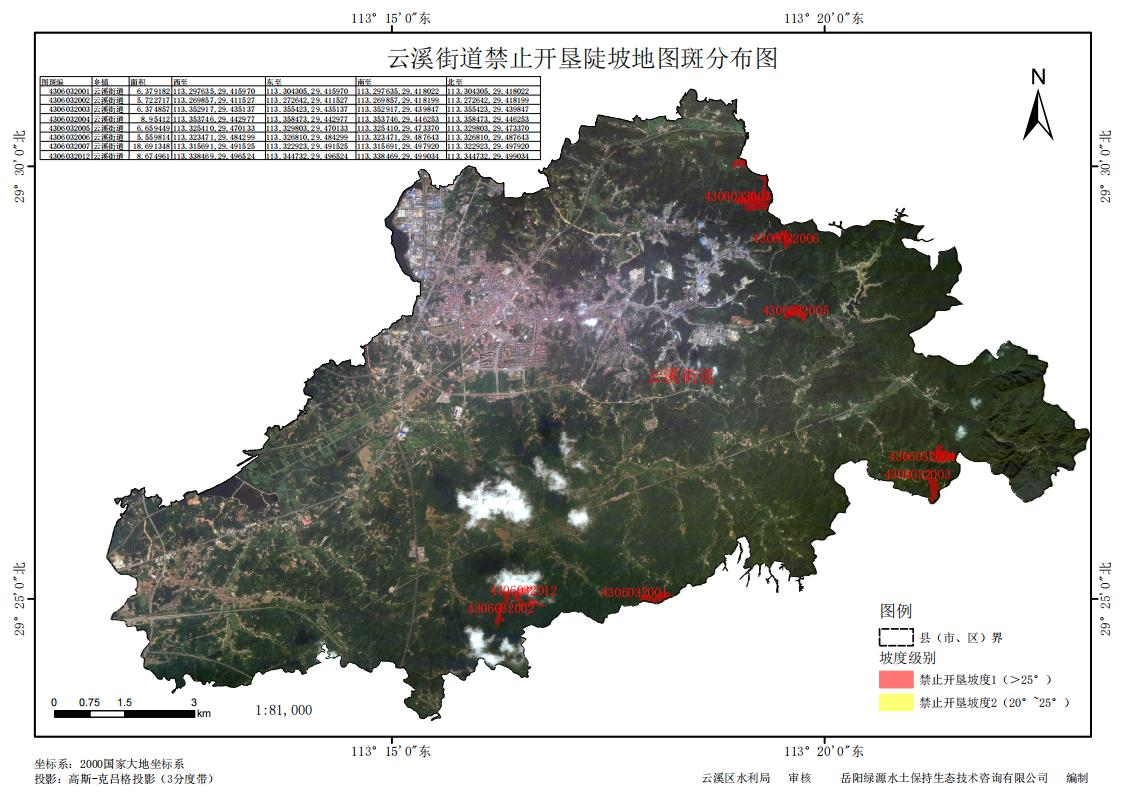 113° 15′0″东 113° 20′0″东
云溪街道禁止开垦陡坡地图斑分布图
图斑编 乡镇 面积 西至 东至 南至 北至
4306032001 云溪街道 6.379182 113.297635,29.415970 113.304305,29.415970 113.297635,29.418022 113.304305,29.418022
4306032002 云溪街道 5.722717 113.269857,29.411527 113.272642,29.411527 113.269857,29.418199 113.272642,29.418199
4306032003 云溪街道 6.374857 113.352917,29.435137 113.355423,29.435137 113.352917,29.439847 113.355423,29.439847
4306032004 云溪街道 8.95412 113.353746,29.442977 113.358473,29.442977 113.353746,29.446253 113.358473,29.446253
4306032005 云溪街道 6.659449 113.325410,29.470133 113.329803,29.470133 113.325410,29.473370 113.329803,29.473370
4306032006 云溪街道 5.559814 113.323471,29.484299 113.326810,29.484299 113.323471,29.487643 113.326810,29.487643
4306032007 云溪街道 18.691348 113.315691,29.491525 113.322923,29.491525 113.315691,29.497920 113.322923,29.497920
4306032012 云溪街道 8.674961 113.338469,29.496524 113.344732,29.496524 113.338469,29.499034 113.344732,29.499034
N
29° 30′0″北 29° 30′0″北
4306032007
4306032006
4306032005
云溪街道
4306032004
4306032003
4306032012
4306032001
4306032002
29° 25′0″北 29° 25′0″北
图例
县（市、区）界
坡度级别
禁止开垦坡度1（＞25°）
禁止开垦坡度2（20°~25°）
0 0.75 1.5 3
km
1:81,000
113° 15′0″东 113° 20′0″东
坐标系：2000国家大地坐标系
投影：高斯-克吕格投影（3分度带）
云溪区水利局 审核 岳阳绿源水土保持生态技术咨询有限公司 编制